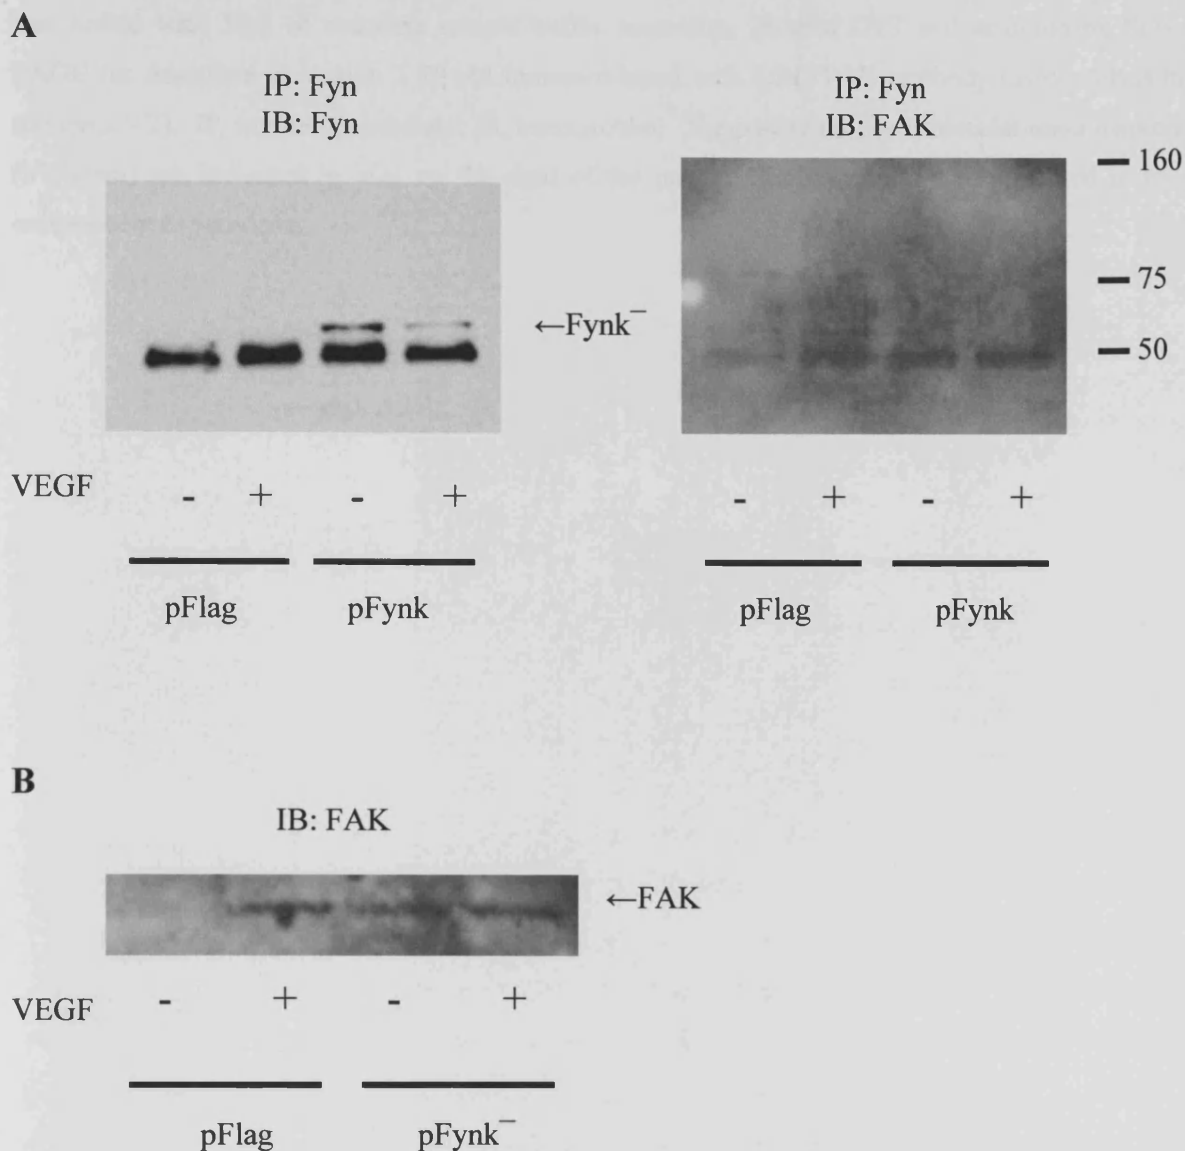 A
IP: Fyn
IB: Fyn
IP: Fyn
IB: FAK
160
75
50
←Fynk⁻
VEGF
- + - +
- + - +
pFlag pFynk
pFlag pFynk
B
IB: FAK
←FAK
VEGF
- + - +
pFlag pFynk⁻